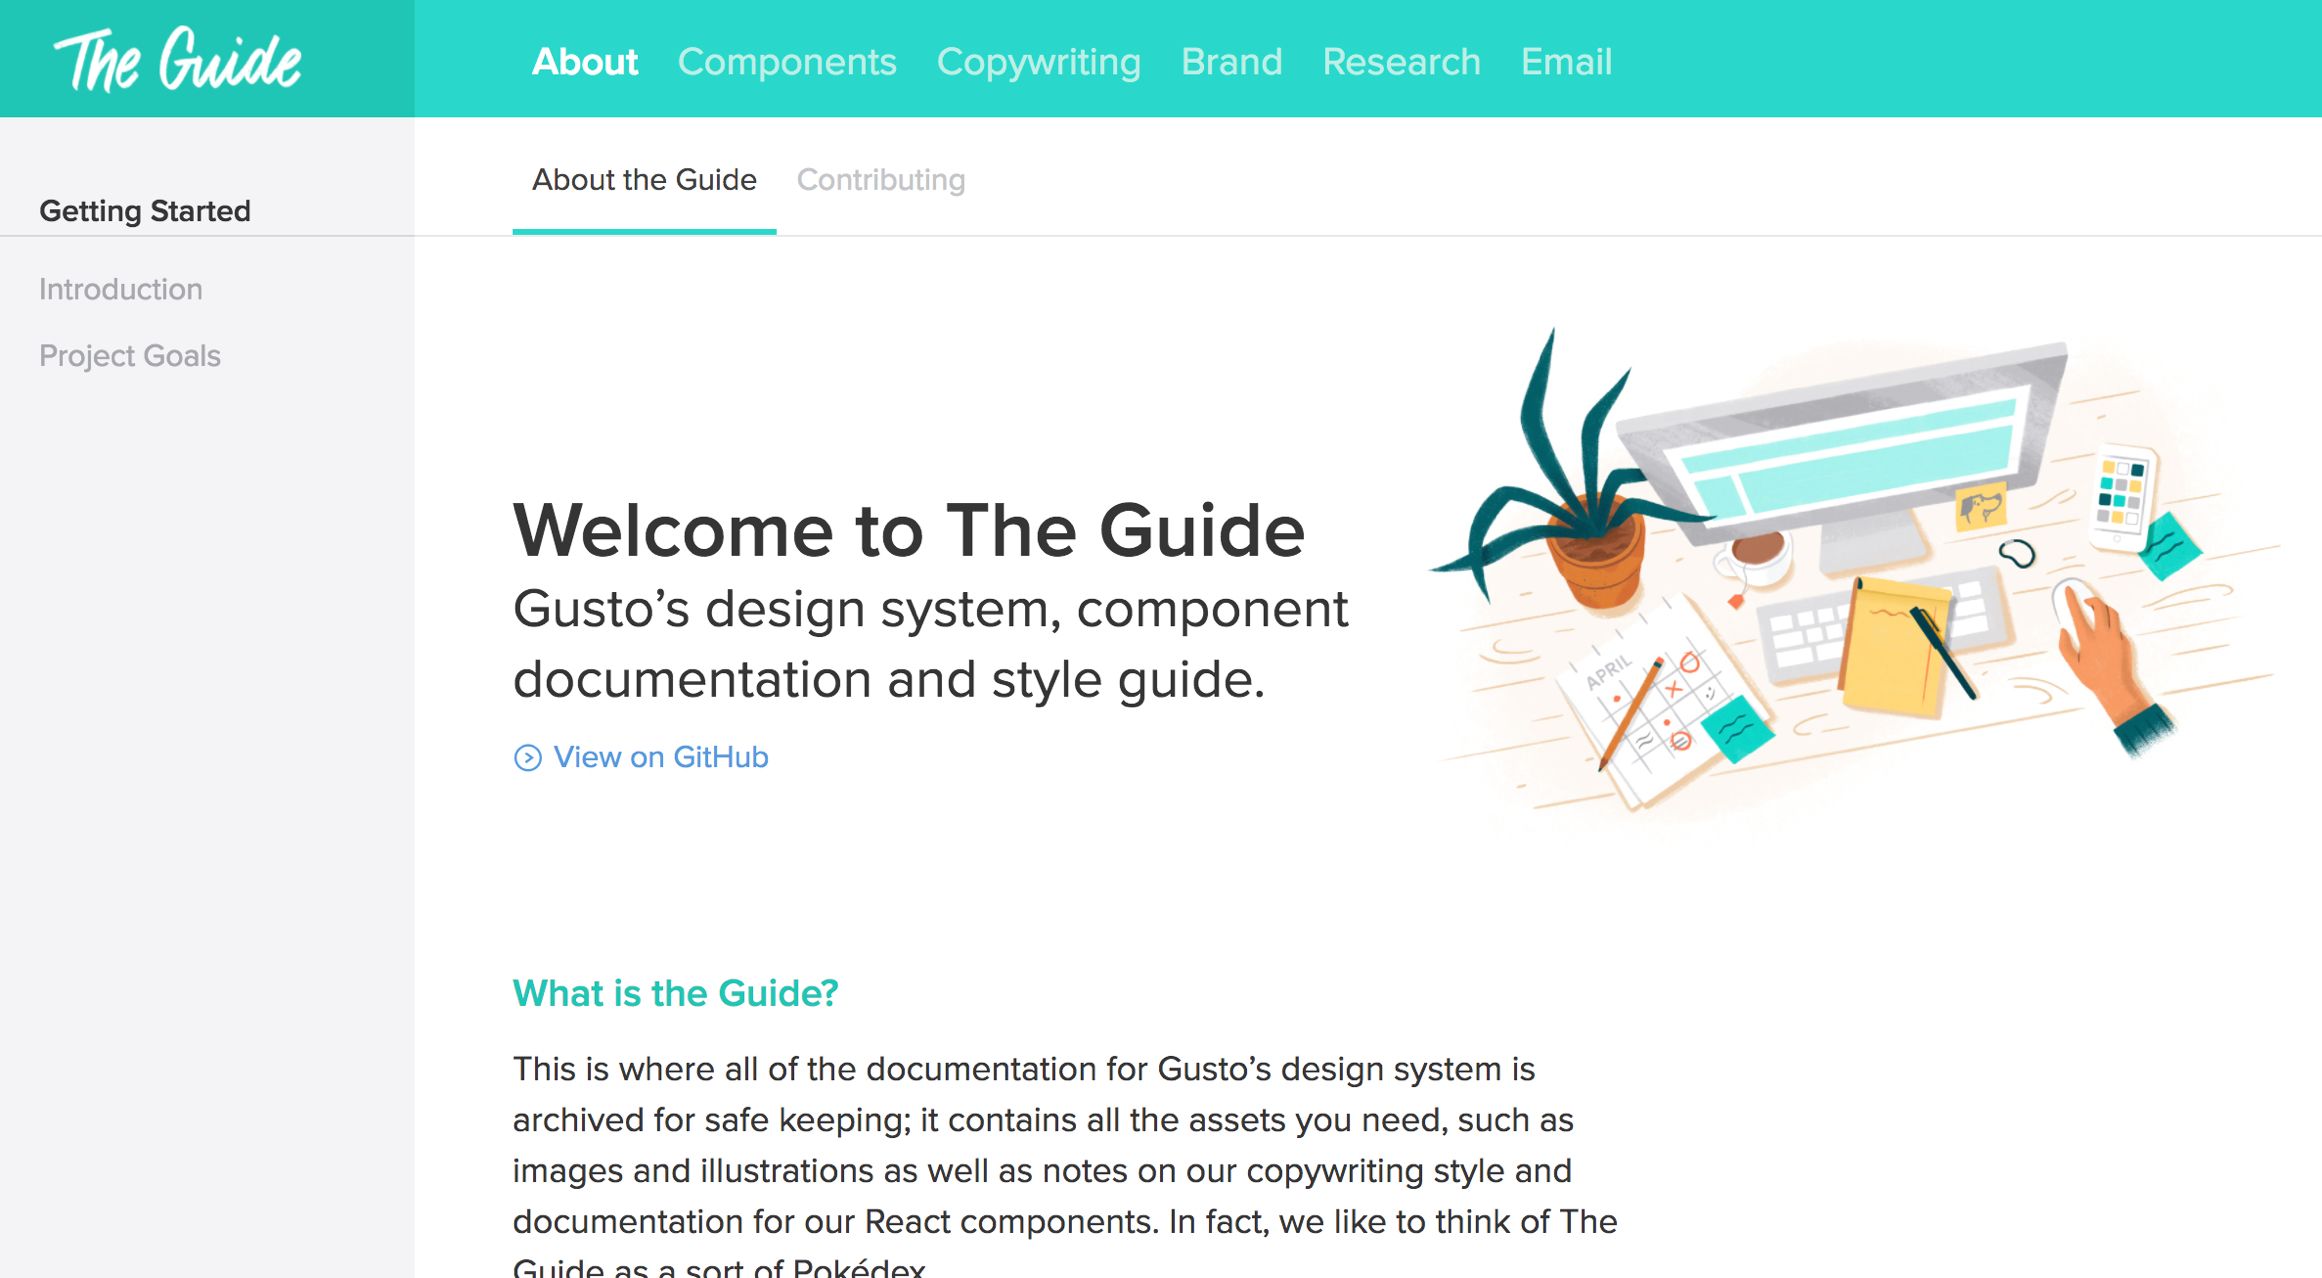 The Guide
About Components Copywriting Brand Research Email
About the Guide Contributing
Getting Started
Introduction
Project Goals
Welcome to The Guide
Gusto’s design system, component
documentation and style guide.
View on GitHub
APRIL
What is the Guide?
This is where all of the documentation for Gusto’s design system is
archived for safe keeping; it contains all the assets you need, such as
images and illustrations as well as notes on our copywriting style and
documentation for our React components. In fact, we like to think of The
Guide as a sort of Pokédex